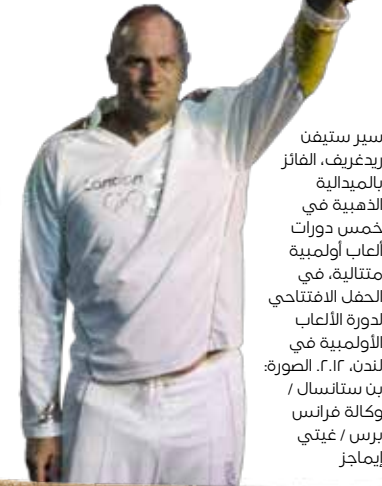 London
سير ستيفن
ريدغريف، الفائز
بالميدالية
الذهبية في
خمس دورات
ألعاب أولمبية
متتالية، في
الحفل الافتتاحي
لدورة الألعاب
الأولمبية في
لندن، ٢٠١٢. الصورة:
بن ستانسال /
وكالة فرانس
برس / غيتي
إيماجز